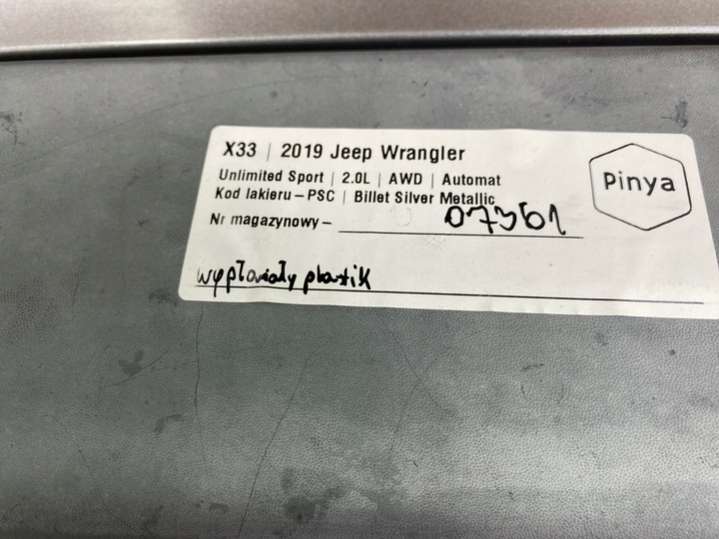 X33 | 2019 Jeep Wrangler
Unlimited Sport | 2.0L | AWD | Automat
Kod lakieru – PSC | Billet Silver Metallic
Nr magazynowy – 07361
wypłowiały plastik
Pinya